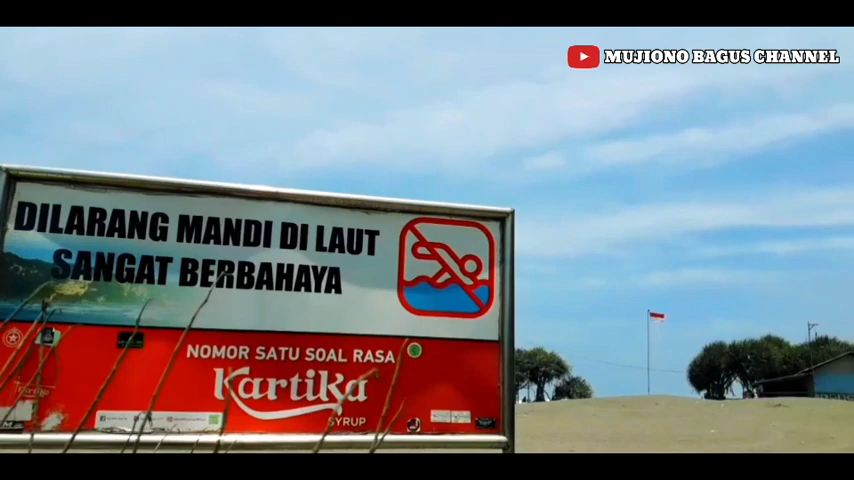 MUJIONO BAGUS CHANNEL
DILARANG MANDI DI LAUT
SANGAT BERBAHAYA
NOMOR SATU SOAL RASA
Kartika
SYRUP